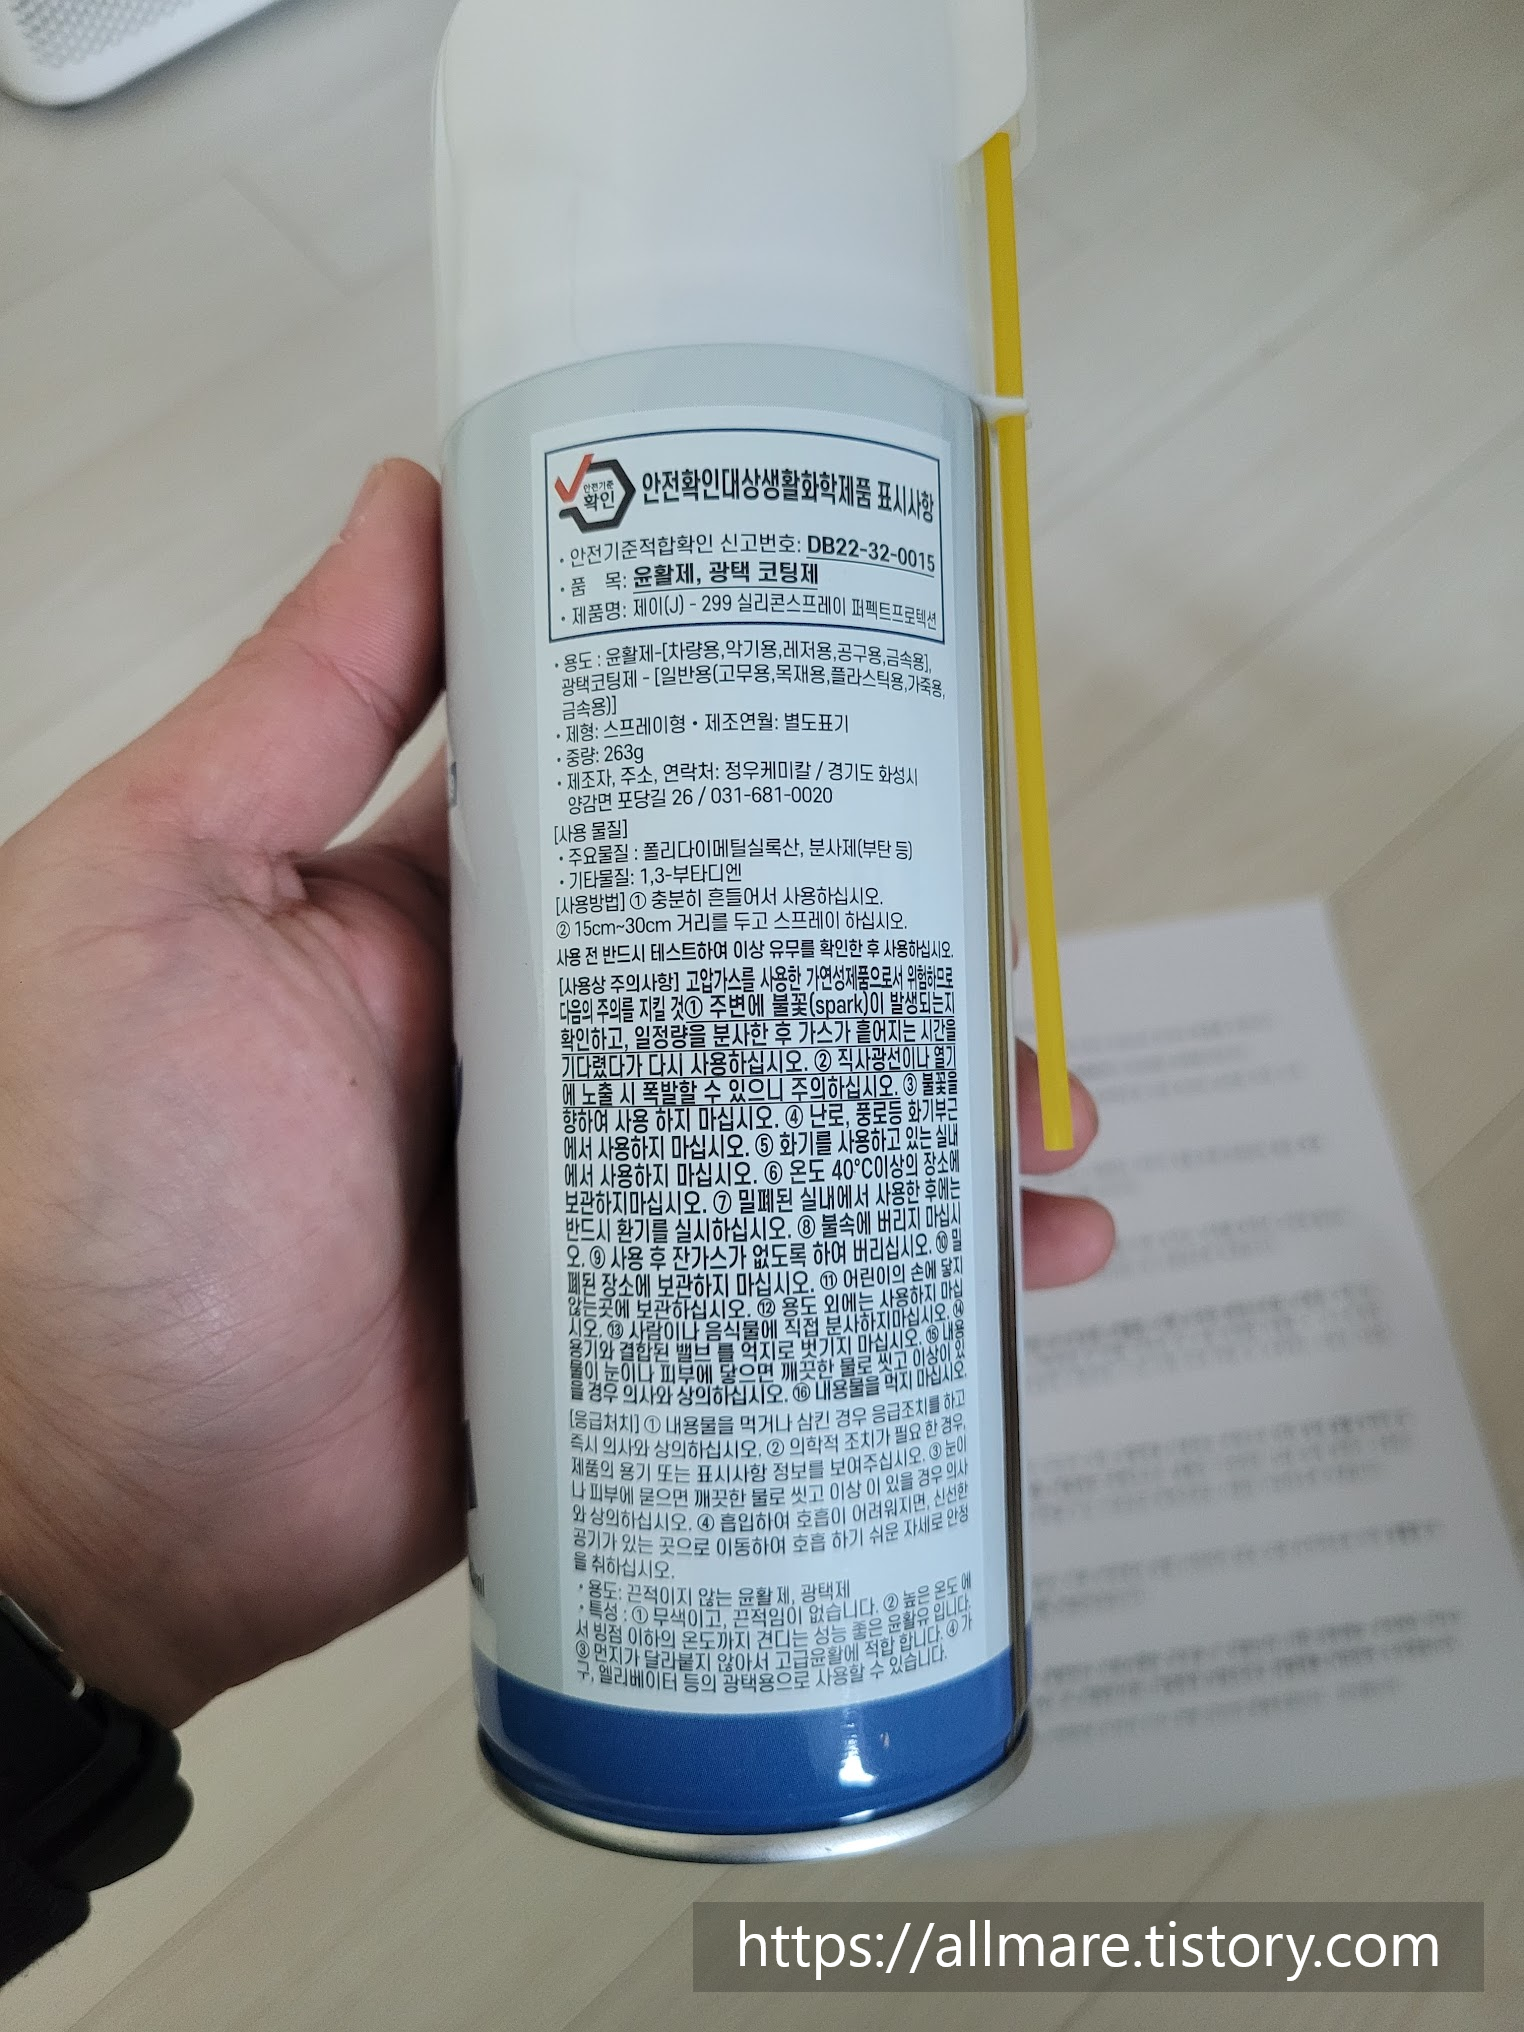 안전기준
확인
안전확인대상생활화학제품 표시사항
· 안전기준적합확인 신고번호: DB22-32-0015
· 품 목: 윤활제, 광택 코팅제
· 제품명: 제이(J) - 299 실리콘스프레이 퍼펙트프로텍션
· 용도 : 윤활제-[차량용,악기용,레저용,공구용,금속용],
광택코팅제 - [일반용(고무용,목재용,플라스틱용,가죽용,
금속용)]
· 제형: 스프레이형 · 제조연월: 별도표기
· 중량: 263g
· 제조자, 주소, 연락처: 정우케미칼 / 경기도 화성시
양감면 포당길 26 / 031-681-0020
[사용 물질]
· 주요물질 : 폴리다이메틸실록산, 분사제(부탄 등)
· 기타물질: 1,3-부타디엔
[사용방법] ① 충분히 흔들어서 사용하십시오.
② 15cm~30cm 거리를 두고 스프레이 하십시오.
사용 전 반드시 테스트하여 이상 유무를 확인한 후 사용하십시오.
[사용상 주의사항] 고압가스를 사용한 가연성제품으로서 위험하므로
다음의 주의를 지킬 것① 주변에 불꽃(spark)이 발생되는지
확인하고, 일정량을 분사한 후 가스가 흩어지는 시간을
기다렸다가 다시 사용하십시오. ② 직사광선이나 열기
에 노출 시 폭발할 수 있으니 주의하십시오. ③ 불꽃을
향하여 사용 하지 마십시오. ④ 난로, 풍로등 화기부근
에서 사용하지 마십시오. ⑤ 화기를 사용하고 있는 실내
에서 사용하지 마십시오. ⑥ 온도 40°C이상의 장소에
보관하지마십시오. ⑦ 밀폐된 실내에서 사용한 후에는
반드시 환기를 실시하십시오. ⑧ 불속에 버리지 마십시
오. ⑨ 사용 후 잔가스가 없도록 하여 버리십시오. ⑩ 밀
폐된 장소에 보관하지 마십시오. ⑪ 어린이의 손에 닿지
않는곳에 보관하십시오. ⑫ 용도 외에는 사용하지 마십
시오. ⑬ 사람이나 음식물에 직접 분사하지마십시오. ⑭
용기와 결합된 밸브 를 억지로 벗기지 마십시오. ⑮ 내용
물이 눈이나 피부에 닿으면 깨끗한 물로 씻고 이상이 있
을 경우 의사와 상의하십시오. ⑯ 내용물을 먹지 마십시오.
[응급처치] ① 내용물을 먹거나 삼킨 경우 응급조치를 하고
즉시 의사와 상의하십시오. ② 의학적 조치가 필요 한 경우,
제품의 용기 또는 표시사항 정보를 보여주십시오. ③ 눈이
나 피부에 묻으면 깨끗한 물로 씻고 이상 이 있을 경우 의사
와 상의하십시오. ④ 흡입하여 호흡이 어려워지면, 신선한
공기가 있는 곳으로 이동하여 호흡 하기 쉬운 자세로 안정
을 취하십시오.
· 용도: 끈적이지 않는 윤활 제, 광택제
· 특성 : ① 무색이고, 끈적임이 없습니다. ② 높은 온도 에
서 빙점 이하의 온도까지 견디는 성능 좋은 윤활유 입니다.
③ 먼지가 달라붙지 않아서 고급윤활에 적합 합니다. ④ 가
구, 엘리베이터 등의 광택용으로 사용할 수 있습니다.
https://allmare.tistory.com